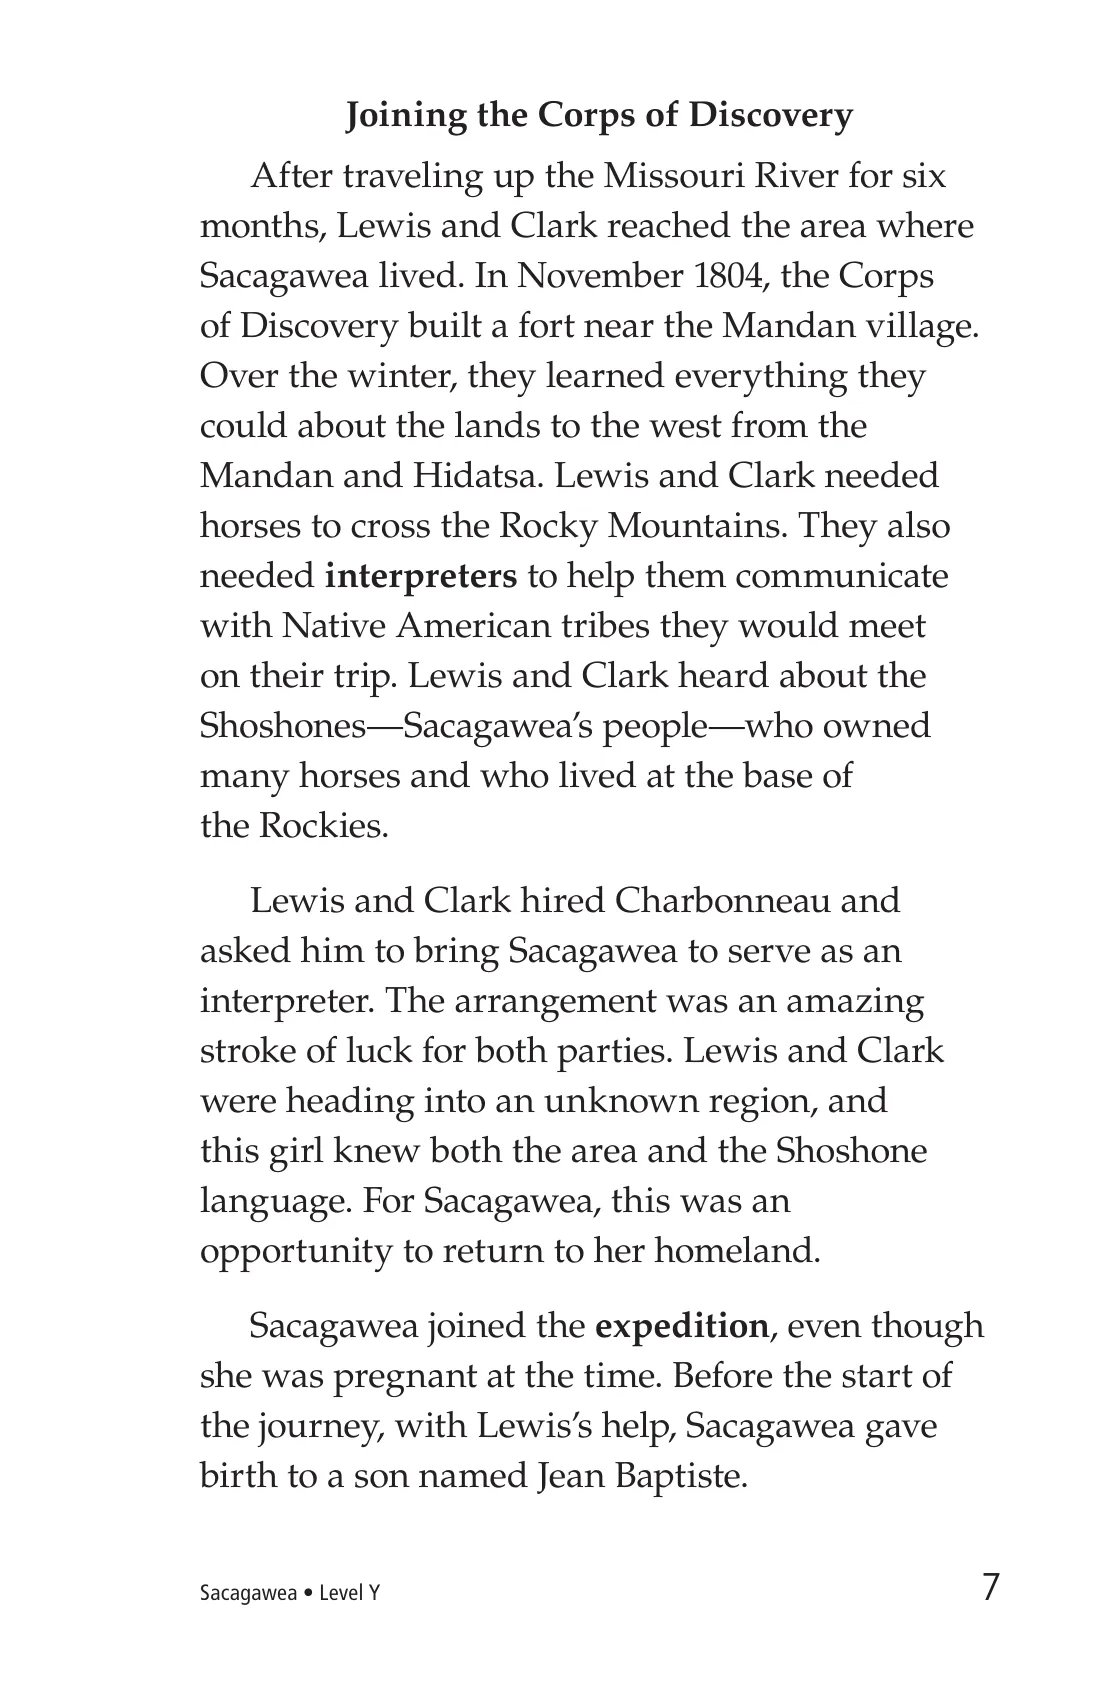 Joining the Corps of Discovery
After traveling up the Missouri River for six
months, Lewis and Clark reached the area where
Sacagawea lived. In November 1804, the Corps
of Discovery built a fort near the Mandan village.
Over the winter, they learned everything they
could about the lands to the west from the
Mandan and Hidatsa. Lewis and Clark needed
horses to cross the Rocky Mountains. They also
needed interpreters to help them communicate
with Native American tribes they would meet
on their trip. Lewis and Clark heard about the
Shoshones—Sacagawea’s people—who owned
many horses and who lived at the base of
the Rockies.
Lewis and Clark hired Charbonneau and
asked him to bring Sacagawea to serve as an
interpreter. The arrangement was an amazing
stroke of luck for both parties. Lewis and Clark
were heading into an unknown region, and
this girl knew both the area and the Shoshone
language. For Sacagawea, this was an
opportunity to return to her homeland.
Sacagawea joined the expedition, even though
she was pregnant at the time. Before the start of
the journey, with Lewis’s help, Sacagawea gave
birth to a son named Jean Baptiste.
Sacagawea • Level Y
7